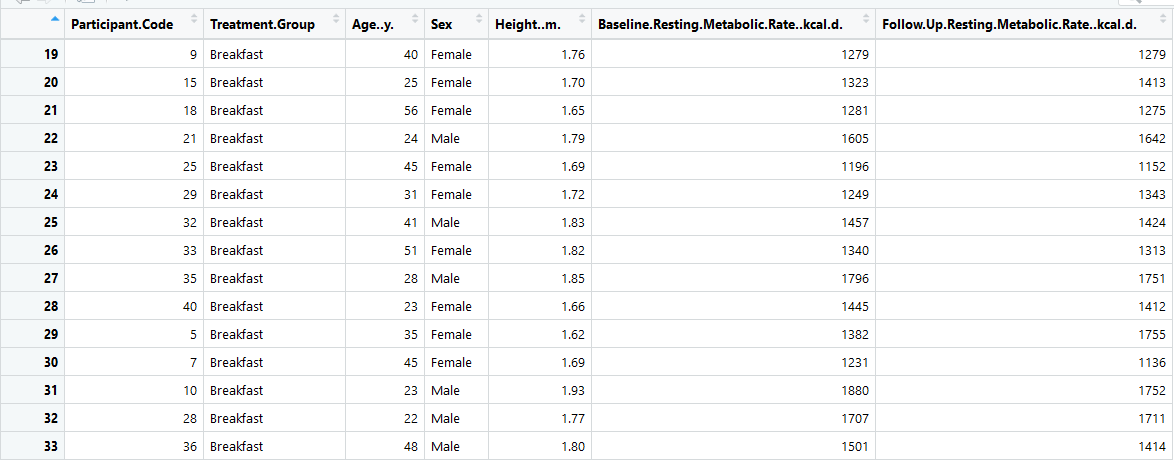 Participant.Code Treatment.Group Age..y. Sex Height..m. Baseline.Resting.Metabolic.Rate..kcal.d. Follow.Up.Resting.Metabolic.Rate..kcal.d.
19 9 Breakfast 40 Female 1.76 1279 1279
20 15 Breakfast 25 Female 1.70 1323 1413
21 18 Breakfast 56 Female 1.65 1281 1275
22 21 Breakfast 24 Male 1.79 1605 1642
23 25 Breakfast 45 Female 1.69 1196 1152
24 29 Breakfast 31 Female 1.72 1249 1343
25 32 Breakfast 41 Male 1.83 1457 1424
26 33 Breakfast 51 Female 1.82 1340 1313
27 35 Breakfast 28 Male 1.85 1796 1751
28 40 Breakfast 23 Female 1.66 1445 1412
29 5 Breakfast 35 Female 1.62 1382 1755
30 7 Breakfast 45 Female 1.69 1231 1136
31 10 Breakfast 23 Male 1.93 1880 1752
32 28 Breakfast 22 Male 1.77 1707 1711
33 36 Breakfast 48 Male 1.80 1501 1414